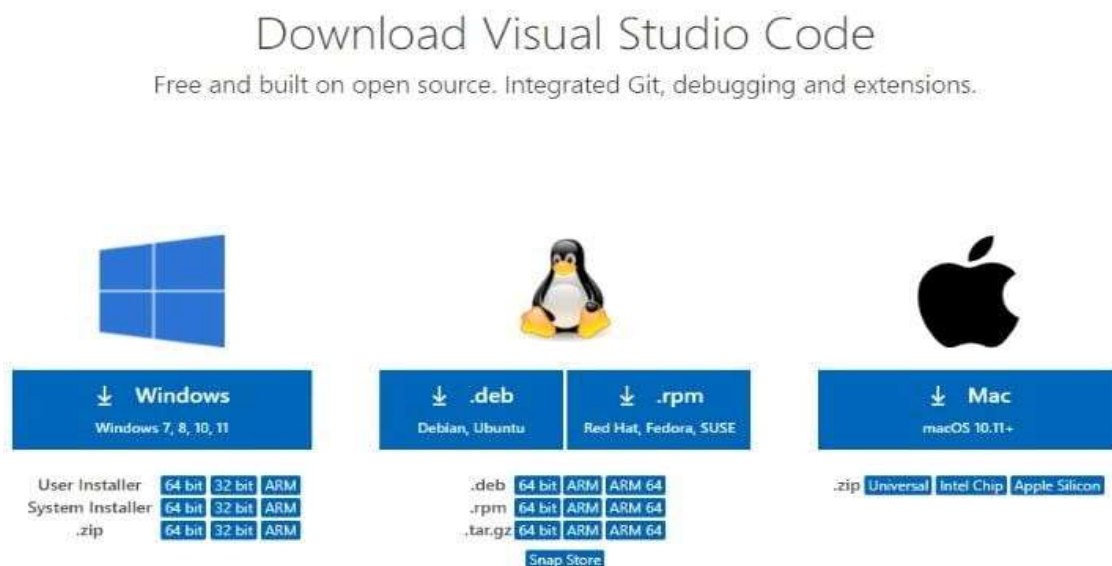 Download Visual Studio Code
Free and built on open source. Integrated Git, debugging and extensions.
Windows
Windows 7, 8, 10, 11
User Installer 64 bit 32 bit ARM
System Installer 64 bit 32 bit ARM
.zip 64 bit 32 bit ARM
.deb
Debian, Ubuntu
.rpm
Red Hat, Fedora, SUSE
.deb 64 bit ARM ARM 64
.rpm 64 bit ARM ARM 64
.tar.gz 64 bit ARM ARM 64
Snap Store
Mac
macOS 10.11+
.zip Universal Intel Chip Apple Silicon